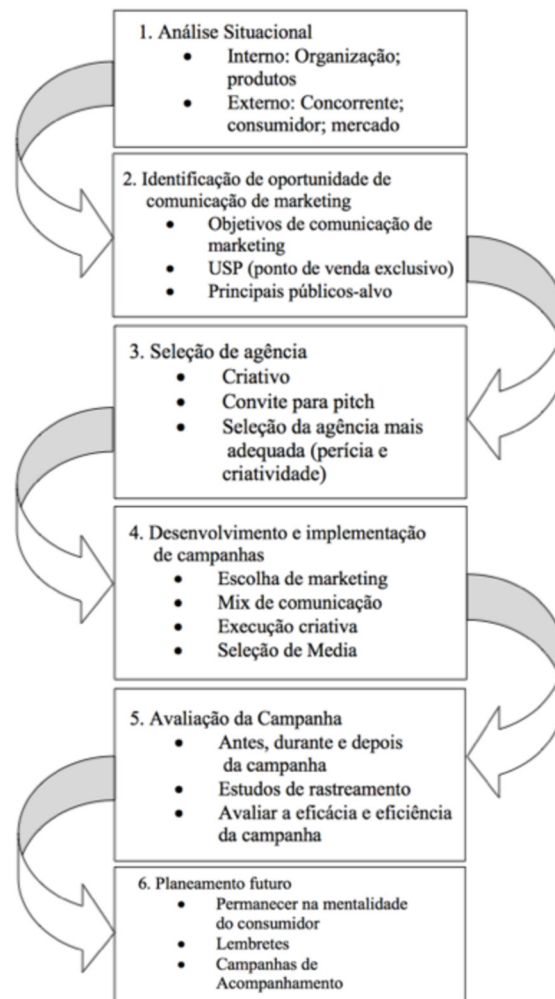 1. Análise Situacional
• Interno: Organização;
produtos
• Externo: Concorrente;
consumidor; mercado
2. Identificação de oportunidade de
comunicação de marketing
• Objetivos de comunicação de
marketing
• USP (ponto de venda exclusivo)
• Principais públicos-alvo
3. Seleção de agência
• Criativo
• Convite para pitch
• Seleção da agência mais
adequada (perícia e
criatividade)
4. Desenvolvimento e implementação
de campanhas
• Escolha de marketing
• Mix de comunicação
• Execução criativa
• Seleção de Media
5. Avaliação da Campanha
• Antes, durante e depois
da campanha
• Estudos de rastreamento
• Avaliar a eficácia e eficiência
da campanha
6. Planeamento futuro
• Permanecer na mentalidade
do consumidor
• Lembretes
• Campanhas de
Acompanhamento